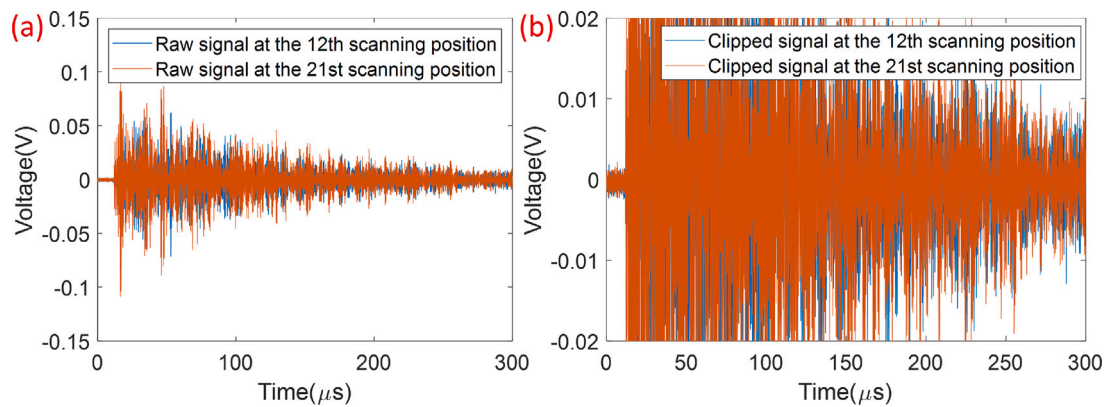 (a)
0.15
0.1
0.05
0
-0.05
-0.1
-0.15
Voltage(V)
Raw signal at the 12th scanning position
Raw signal at the 21st scanning position
0
100
200
300
Time(μs)
(b)
0.02
0.01
0
-0.01
-0.02
Voltage(V)
Clipped signal at the 12th scanning position
Clipped signal at the 21st scanning position
0
50
100
150
200
250
300
Time(μs)